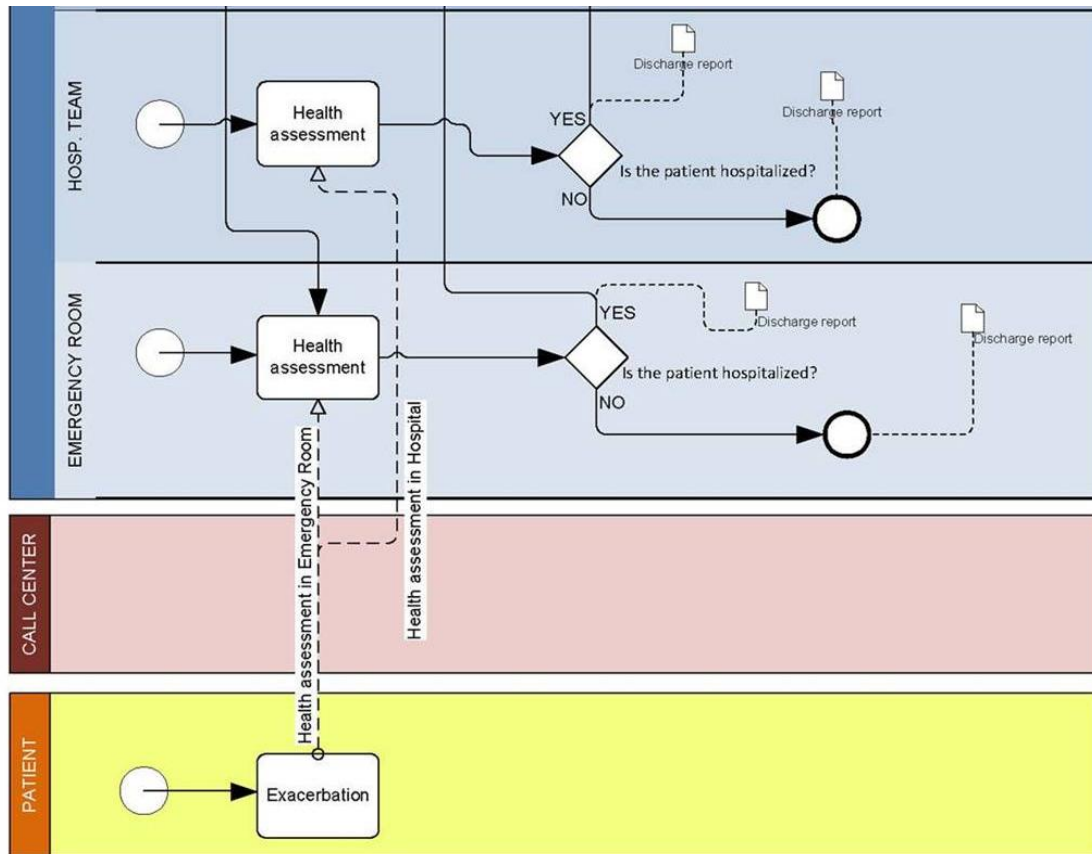 HOSP. TEAM
Health
assessment
YES
NO
Is the patient hospitalized?
Discharge report
Discharge report
EMERGENCY ROOM
Health
assessment
YES
NO
Is the patient hospitalized?
Discharge report
Discharge report
Health assessment in Emergency Room
Health assessment in Hospital
CALL CENTER
PATIENT
Exacerbation